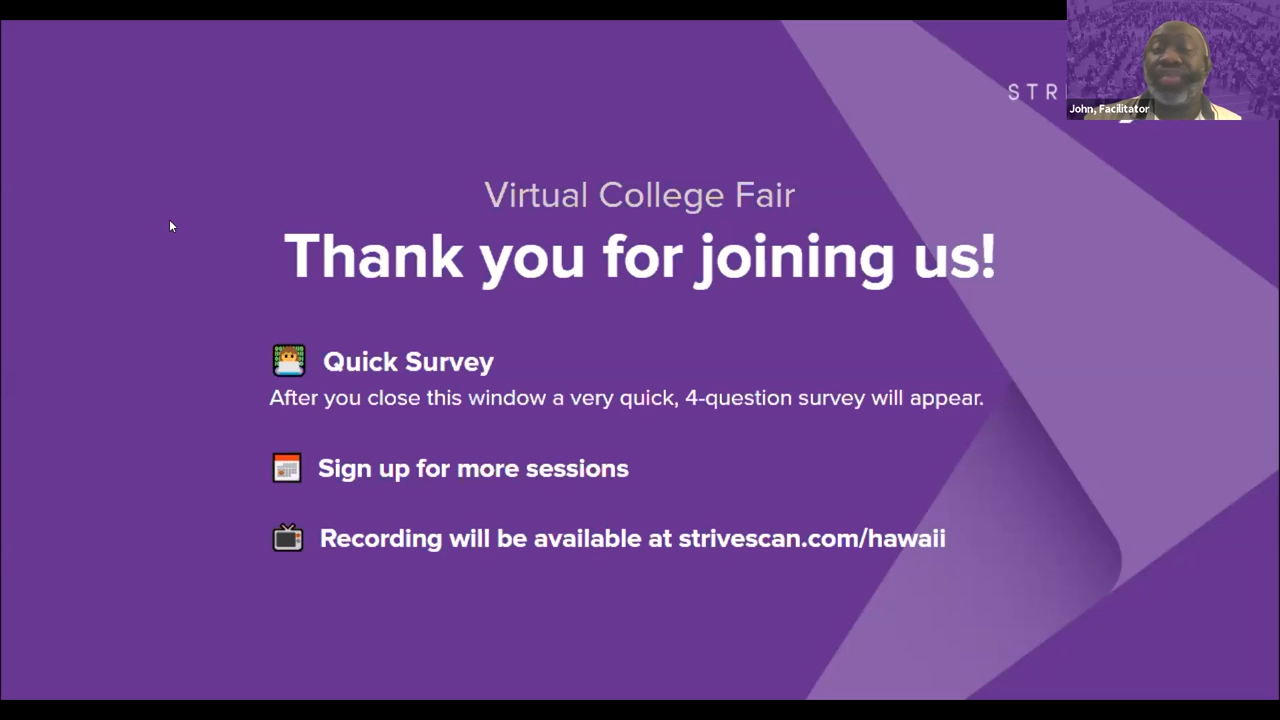 STR
John, Facilitator
Virtual College Fair
Thank you for joining us!
Quick Survey
After you close this window a very quick, 4-question survey will appear.
Sign up for more sessions
Recording will be available at strivescan.com/hawaii